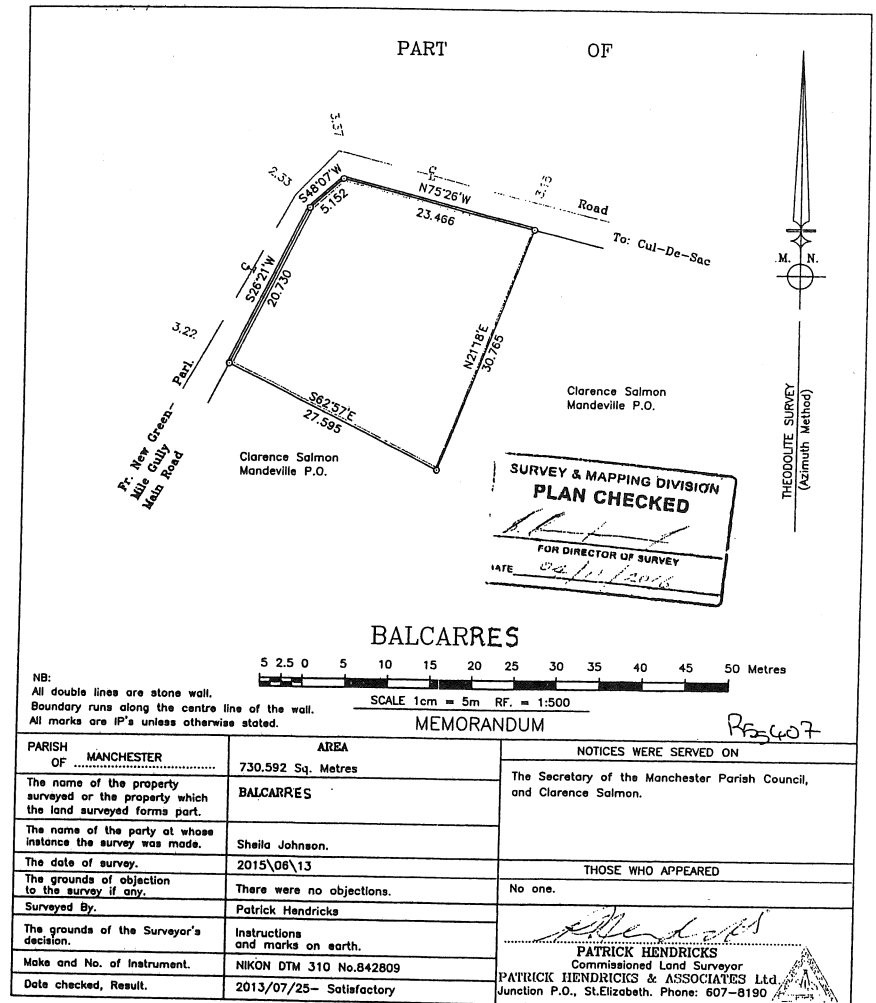 PART OF
3.37
2.33
S48°07'W
5.152
N75°26'W
23.466
3.15
Road
To: Cul-De-Sac
M. N.
S26°21'W
20.730
3.22
N21°18'E
30.765
S62°57'E
27.595
Fr. New Green- Parl.
Mile Gully
Main Road
Clarence Salmon
Mandeville P.O.
Clarence Salmon
Mandeville P.O.
THEODOLITE SURVEY
(Azimuth Method)
SURVEY & MAPPING DIVISION
PLAN CHECKED
FOR DIRECTOR OF SURVEY
BALCARRES
5 2.5 0 5 10 15 20 25 30 35 40 45 50 Metres
SCALE 1cm = 5m RF. = 1:500
NB:
All double lines are stone wall.
Boundary runs along the centre line of the wall.
All marks are IP's unless otherwise stated.
MEMORANDUM
PARISH OF MANCHESTER
AREA
730.592 Sq. Metres
The name of the property
surveyed or the property which
the land surveyed forms part.
BALCARRES
The name of the party at whose
instance the survey was made.
Sheila Johnson.
The date of survey.
2015\06\13
The grounds of objection
to the survey if any.
There were no objections.
Surveyed By.
Patrick Hendricks
The grounds of the Surveyor's
decision.
Instructions
and marks on earth.
Make and No. of Instrument.
NIKON DTM 310 No.842809
Date checked, Result.
2013/07/25- Satisfactory
NOTICES WERE SERVED ON
The Secretary of the Manchester Parish Council,
and Clarence Salmon.
THOSE WHO APPEARED
No one.
PATRICK HENDRICKS
Commissioned Land Surveyor
PATRICK HENDRICKS & ASSOCIATES Ltd.
Junction P.O., St.Elizabeth. Phone: 607-8190